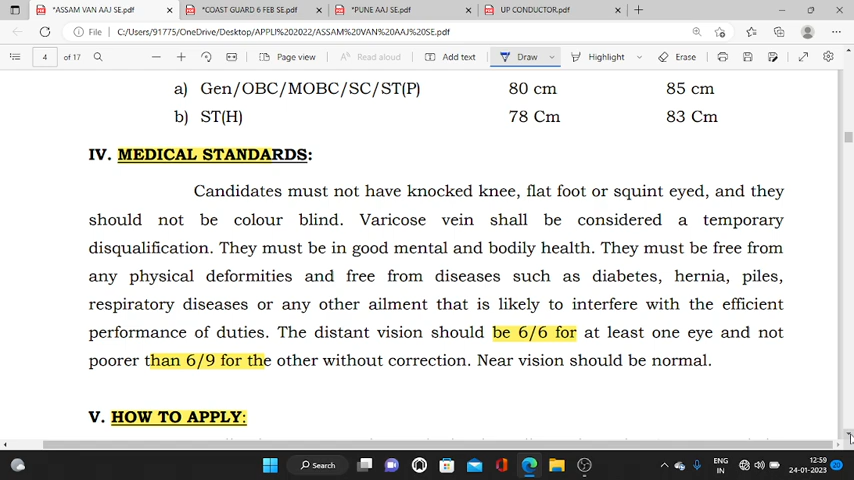 *ASSAM VAN AAJ SE.pdf
*COAST GUARD 6 FEB SE.pdf
*PUNE AAJ SE.pdf
UP CONDUCTOR.pdf
File C:/Users/91775/OneDrive/Desktop/APPLI%202022/ASSAM%20VAN%20AAJ%20SE.pdf
4 of 17 Page view Read aloud Add text Draw Highlight Erase
a) Gen/OBC/MOBC/SC/ST(P) 80 cm 85 cm
b) ST(H) 78 Cm 83 Cm
IV. MEDICAL STANDARDS:
Candidates must not have knocked knee, flat foot or squint eyed, and they
should not be colour blind. Varicose vein shall be considered a temporary
disqualification. They must be in good mental and bodily health. They must be free from
any physical deformities and free from diseases such as diabetes, hernia, piles,
respiratory diseases or any other ailment that is likely to interfere with the efficient
performance of duties. The distant vision should be 6/6 for at least one eye and not
poorer than 6/9 for the other without correction. Near vision should be normal.
V. HOW TO APPLY:
Search
ENG
IN
12:59
24-01-2023
20